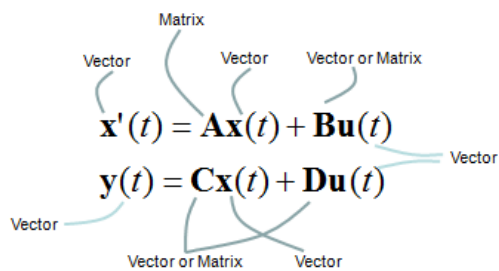 Matrix
Vector Vector Vector or Matrix
x'(t) = Ax(t) + Bu(t)
Vector
y(t) = Cx(t) + Du(t)
Vector
Vector or Matrix Vector